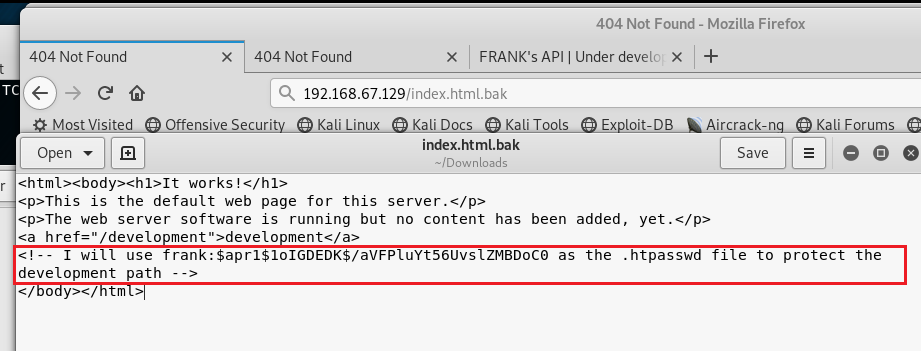 404 Not Found - Mozilla Firefox
404 Not Found × 404 Not Found × FRANK's API | Under develop × +
TC
192.168.67.129/index.html.bak
Most Visited Offensive Security Kali Linux Kali Docs Kali Tools Exploit-DB Aircrack-ng Kali Forums
Open index.html.bak Save
~/Downloads
<html><body><h1>It works!</h1>
<p>This is the default web page for this server.</p>
<p>The web server software is running but no content has been added, yet.</p>
<a href="/development">development</a>
<!-- I will use frank:$apr1$1oIGDEDK$/aVFPluYt56UvslZMBDoC0 as the .htpasswd file to protect the
development path -->
</body></html>